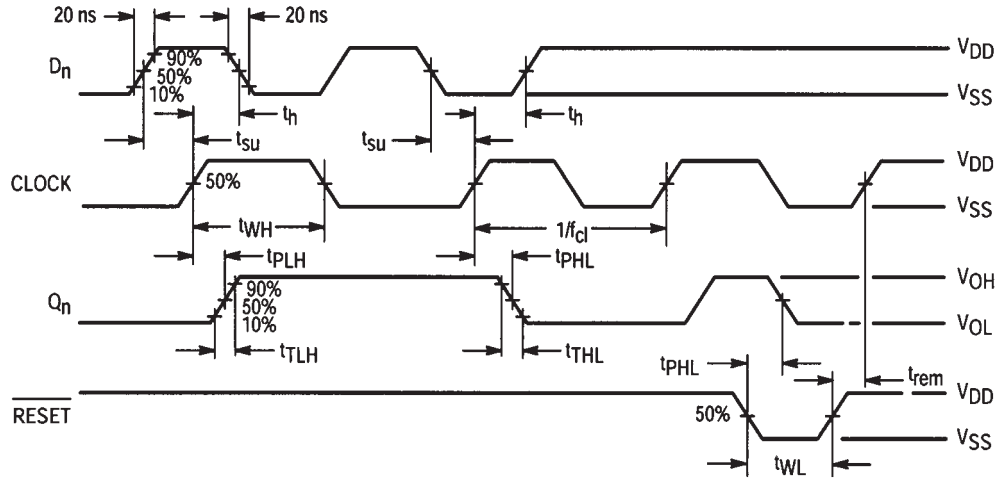 20 ns
20 ns
Dn
90%
50%
10%
VDD
VSS
th
th
tsu
tsu
CLOCK
50%
VDD
VSS
tWH
1/fcl
tPLH
tPHL
Qn
90%
50%
10%
VOH
VOL
tTLH
tTHL
tPHL
trem
RESET
50%
VDD
VSS
tWL